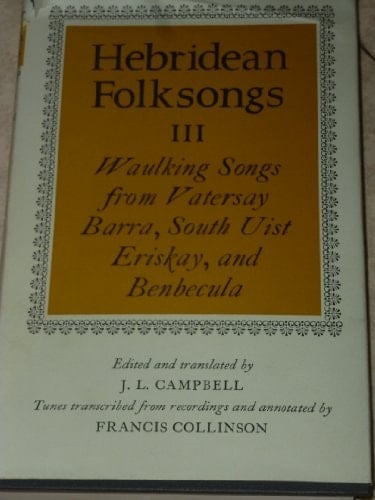 Hebridean
Folksongs
III
Waulking Songs
from Vatersay
Barra, South Uist
Eriskay, and
Benbecula
Edited and translated by
J. L. CAMPBELL
Tunes transcribed from recordings and annotated by
FRANCIS COLLINSON